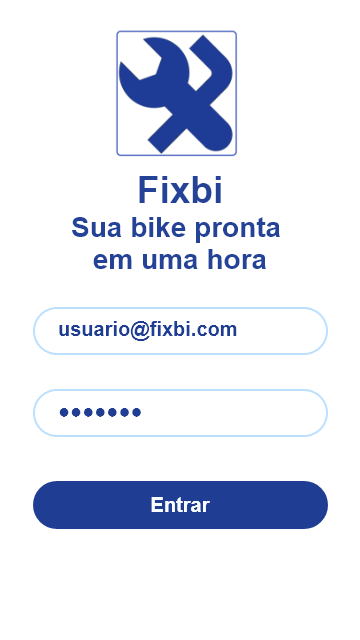 Fixbi
Sua bike pronta
em uma hora
usuario@fixbi.com
•••••••
Entrar